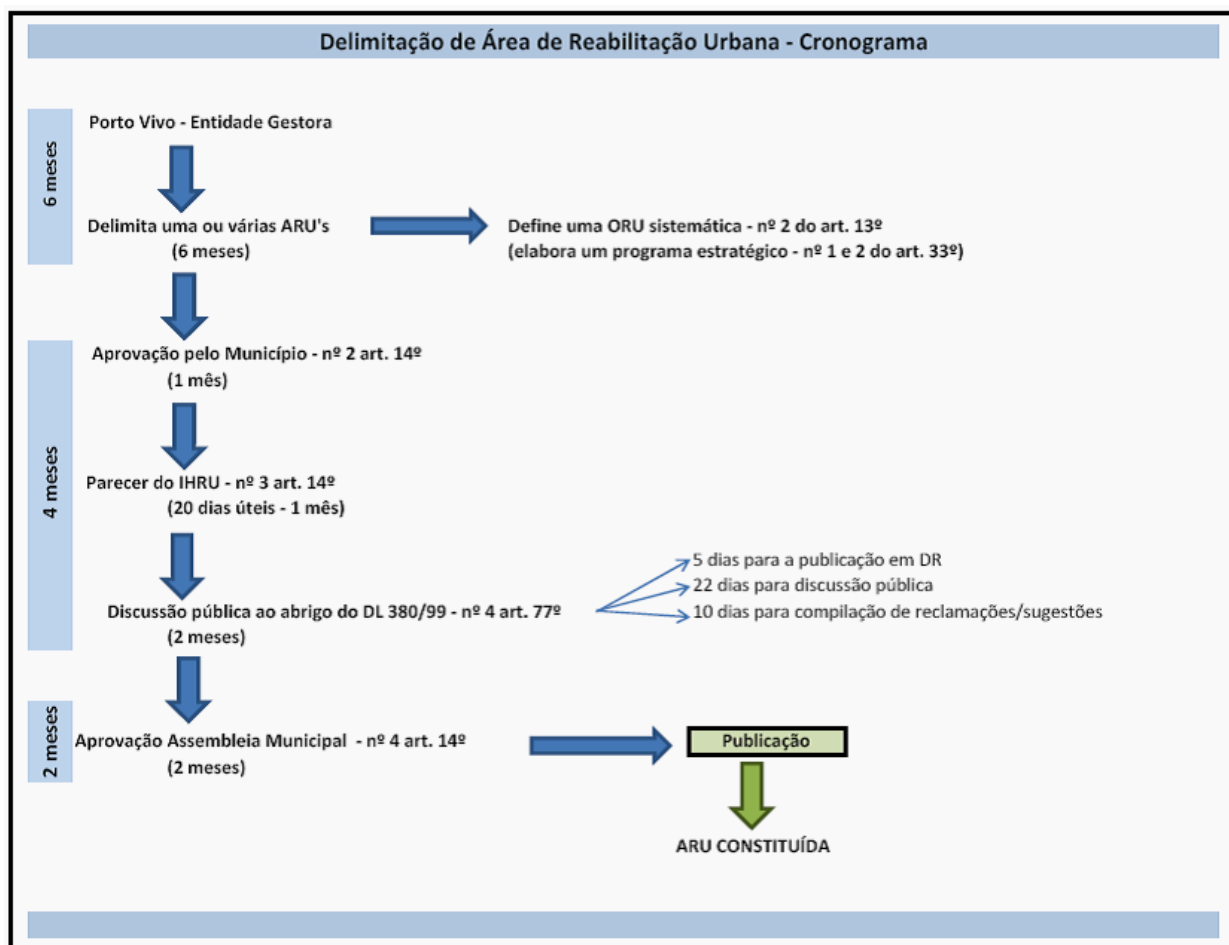 Delimitação de Área de Reabilitação Urbana - Cronograma
6 meses
Porto Vivo - Entidade Gestora
Delimita uma ou várias ARU's
(6 meses)
Define uma ORU sistemática - nº 2 do art. 13º
(elabora um programa estratégico - nº 1 e 2 do art. 33º)
4 meses
Aprovação pelo Município - nº 2 art. 14º
(1 mês)
Parecer do IHRU - nº 3 art. 14º
(20 dias úteis - 1 mês)
Discussão pública ao abrigo do DL 380/99 - nº 4 art. 77º
(2 meses)
5 dias para a publicação em DR
22 dias para discussão pública
10 dias para compilação de reclamações/sugestões
2 meses
Aprovação Assembleia Municipal - nº 4 art. 14º
(2 meses)
Publicação
ARU CONSTITUÍDA